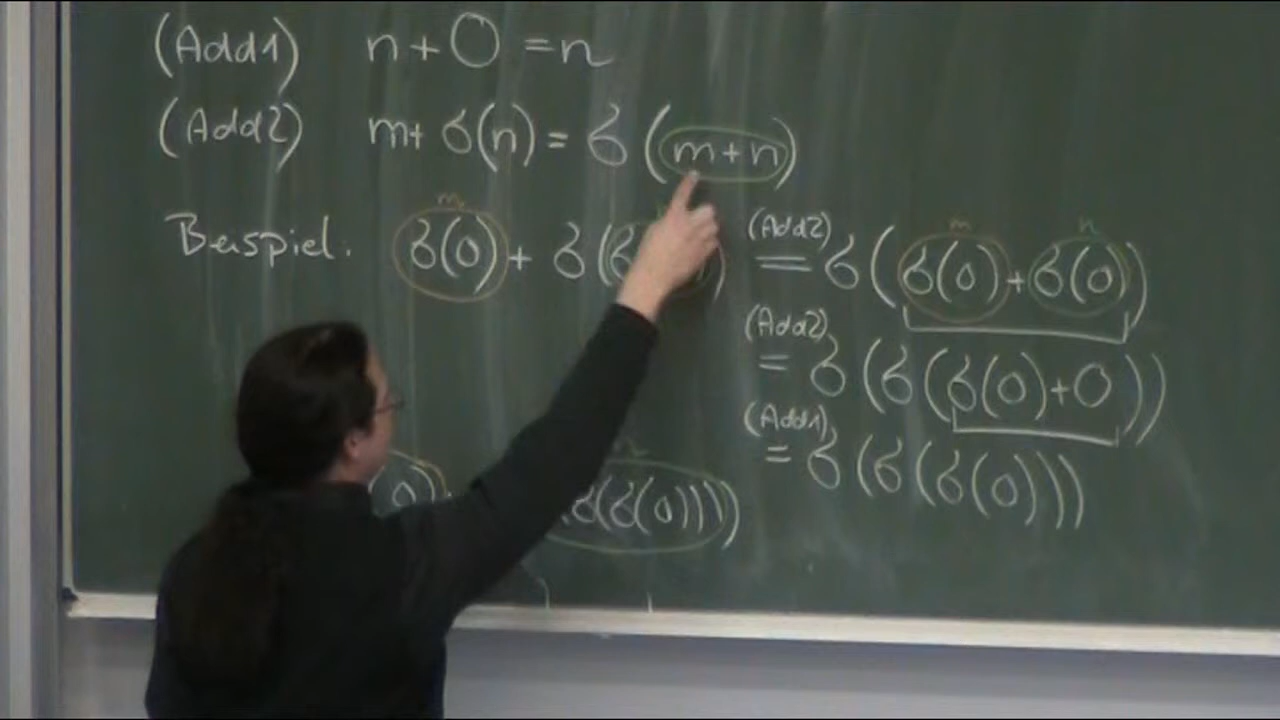 (Add1) n + 0 = n
(Add2) m + σ(n) = σ(m + n)
Beispiel: σ(0) + σ(σ
m
(Add2)
= σ(σ(0) + σ(0))
m n
(Add2)
= σ(σ(σ(0) + 0))
(Add1)
= σ(σ(σ(0)))
σ(σ(0))))